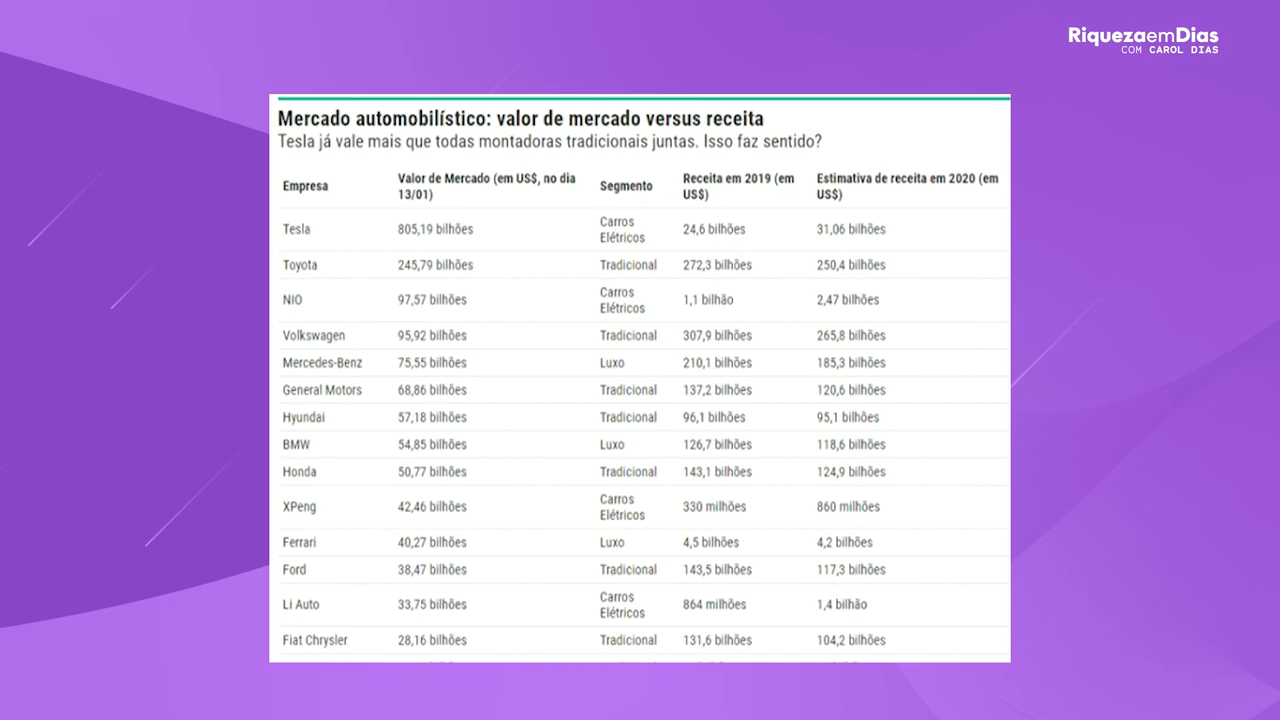 RiquezaemDias
COM CAROL DIAS
Mercado automobilístico: valor de mercado versus receita
Tesla já vale mais que todas montadoras tradicionais juntas. Isso faz sentido?
Empresa Valor de Mercado (em US$, no dia 13/01) Segmento Receita em 2019 (em US$) Estimativa de receita em 2020 (em US$)
Tesla 805,19 bilhões Carros Elétricos 24,6 bilhões 31,06 bilhões
Toyota 245,79 bilhões Tradicional 272,3 bilhões 250,4 bilhões
NIO 97,57 bilhões Carros Elétricos 1,1 bilhão 2,47 bilhões
Volkswagen 95,92 bilhões Tradicional 307,9 bilhões 265,8 bilhões
Mercedes-Benz 75,55 bilhões Luxo 210,1 bilhões 185,3 bilhões
General Motors 68,86 bilhões Tradicional 137,2 bilhões 120,6 bilhões
Hyundai 57,18 bilhões Tradicional 96,1 bilhões 95,1 bilhões
BMW 54,85 bilhões Luxo 126,7 bilhões 118,6 bilhões
Honda 50,77 bilhões Tradicional 143,1 bilhões 124,9 bilhões
XPeng 42,46 bilhões Carros Elétricos 330 milhões 860 milhões
Ferrari 40,27 bilhões Luxo 4,5 bilhões 4,2 bilhões
Ford 38,47 bilhões Tradicional 143,5 bilhões 117,3 bilhões
Li Auto 33,75 bilhões Carros Elétricos 864 milhões 1,4 bilhão
Fiat Chrysler 28,16 bilhões Tradicional 131,6 bilhões 104,2 bilhões